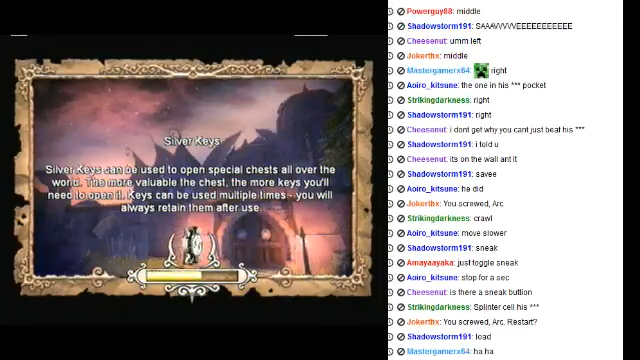 Silver Keys
Silver Keys can be used to open special chests all over the
world. The more valuable the chest, the more keys you'll
need to open it. Keys can be used multiple times - you will
always retain them after use.
Powerguy88: middle
Shadowstorm191: SAAAVVVVEEEEEEEEEEE
Cheesenut: umm left
Jokerthx: middle
Mastergamerx64: right
Aoiro_kitsune: the one in his *** pocket
Strikingdarkness: right
Shadowstorm191: right
Cheesenut: i dont get why you cant just beat his ***
Shadowstorm191: i told u
Cheesenut: its on the wall ant it
Shadowstorm191: savee
Aoiro_kitsune: he did
Jokerthx: You screwed, Arc
Strikingdarkness: crawl
Aoiro_kitsune: move slower
Shadowstorm191: sneak
Amayaayaka: just toggle sneak
Aoiro_kitsune: stop for a sec
Cheesenut: is there a sneak buttion
Strikingdarkness: Splinter cell his ***
Jokerthx: You screwed, Arc. Restart?
Shadowstorm191: load
Mastergamerx64: ha ha